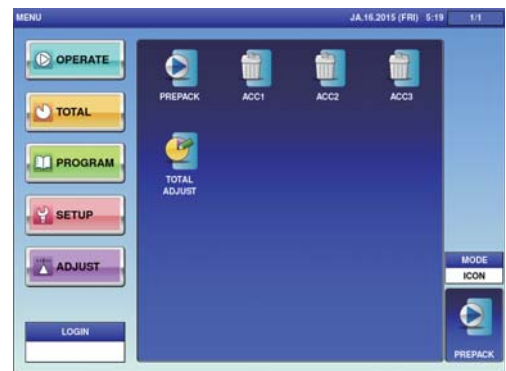 MENU
JA.16.2015 (FRI) 5:19
1/1
OPERATE
TOTAL
PROGRAM
SETUP
ADJUST
LOGIN
PREPACK
ACC1
ACC2
ACC3
TOTAL
ADJUST
MODE
ICON
PREPACK